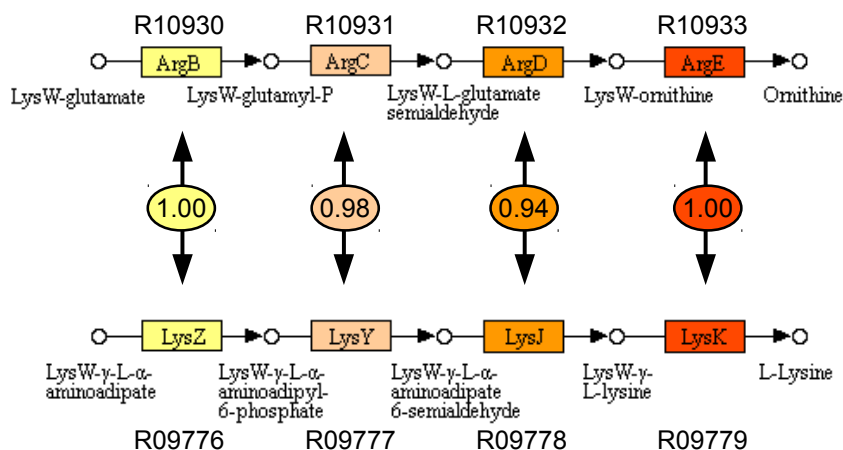 R10930 R10931 R10932 R10933
ArgB ArgC ArgD ArgE
LysW-glutamate LysW-glutamyl-P LysW-L-glutamate LysW-ornithine Ornithine
semialdehyde
1.00 0.98 0.94 1.00
LysZ LysY LysJ LysK
LysW-γ-L-α- LysW-γ-L-α- LysW-γ-L-α- LysW-γ- L-Lysine
aminoadipate aminoadipyl- aminoadipate L-lysine
6-phosphate 6-semialdehyde
R09776 R09777 R09778 R09779